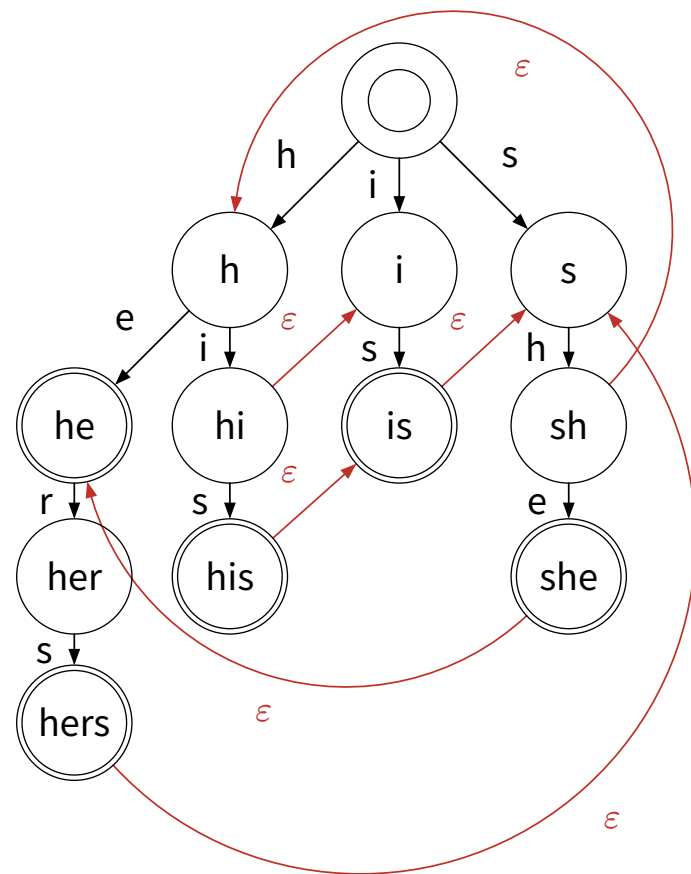 ε
h
i
s
h
i
s
e
i
ε
s
ε
h
he
hi
is
sh
r
s
ε
e
her
his
she
s
hers
ε
ε